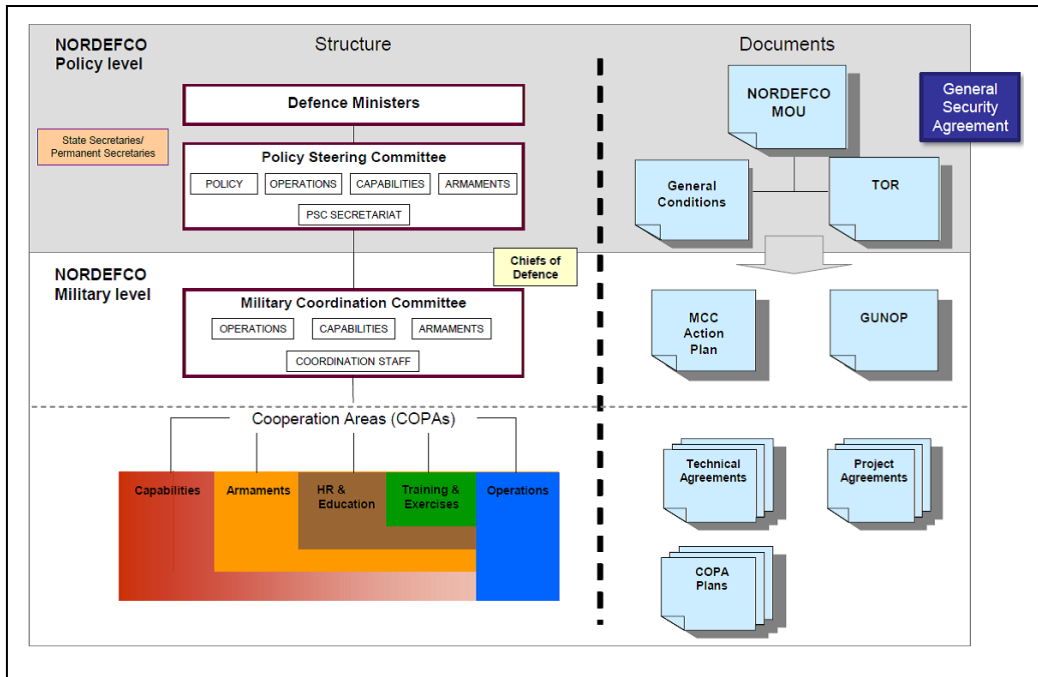 NORDEFCO
Policy level
Structure
Documents
Defence Ministers
State Secretaries/
Permanent Secretaries
Policy Steering Committee
POLICY
OPERATIONS
CAPABILITIES
ARMAMENTS
PSC SECRETARIAT
NORDEFCO
MOU
General
Security
Agreement
General
Conditions
TOR
NORDEFCO
Military level
Chiefs of
Defence
Military Coordination Committee
OPERATIONS
CAPABILITIES
ARMAMENTS
COORDINATION STAFF
MCC
Action
Plan
GUNOP
Cooperation Areas (COPAs)
Capabilities
Armaments
HR &
Education
Training &
Exercises
Operations
Technical
Agreements
Project
Agreements
COPA
Plans